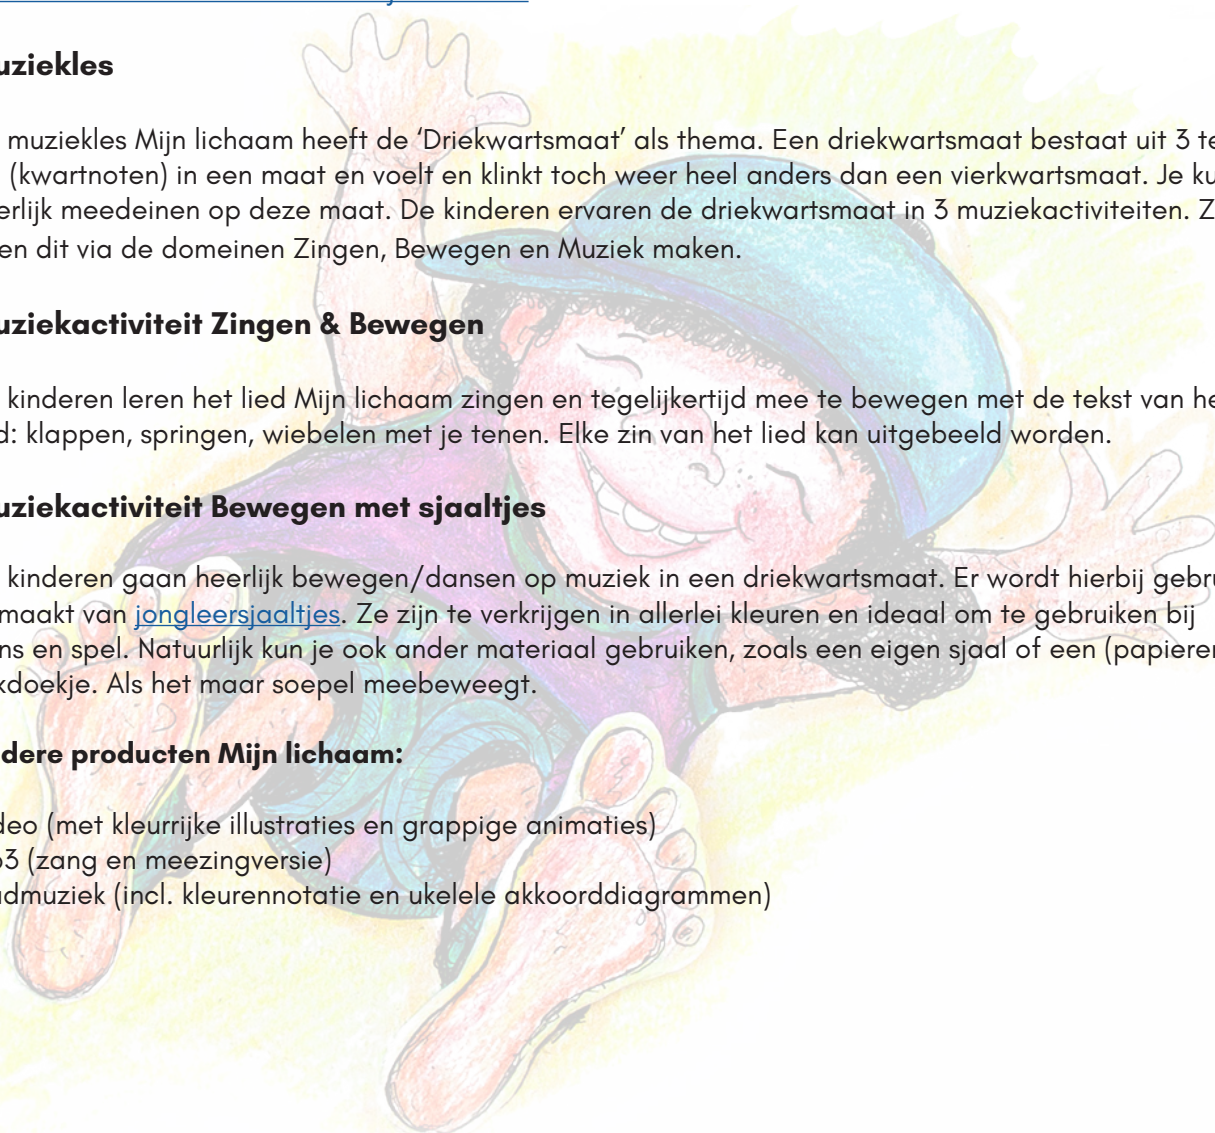 uziekles
muziekles Mijn lichaam heeft de ‘Driekwartsmaat’ als thema. Een driekwartsmaat bestaat uit 3 te
(kwartnoten) in een maat en voelt en klinkt toch weer heel anders dan een vierkwartsmaat. Je ku
erlijk meedeinen op deze maat. De kinderen ervaren de driekwartsmaat in 3 muziekactiviteiten. Z
en dit via de domeinen Zingen, Bewegen en Muziek maken.
uziekactiviteit Zingen & Bewegen
kinderen leren het lied Mijn lichaam zingen en tegelijkertijd mee te bewegen met de tekst van he
d: klappen, springen, wiebelen met je tenen. Elke zin van het lied kan uitgebeeld worden.
uziekactiviteit Bewegen met sjaaltjes
kinderen gaan heerlijk bewegen/dansen op muziek in een driekwartsmaat. Er wordt hierbij gebru
maakt van jongleersjaaltjes. Ze zijn te verkrijgen in allerlei kleuren en ideaal om te gebruiken bij
ns en spel. Natuurlijk kun je ook ander materiaal gebruiken, zoals een eigen sjaal of een (papieren
kdoekje. Als het maar soepel meebeweegt.
dere producten Mijn lichaam:
deo (met kleurrijke illustraties en grappige animaties)
p3 (zang en meezingversie)
admuziek (incl. kleurennotatie en ukelele akkoorddiagrammen)